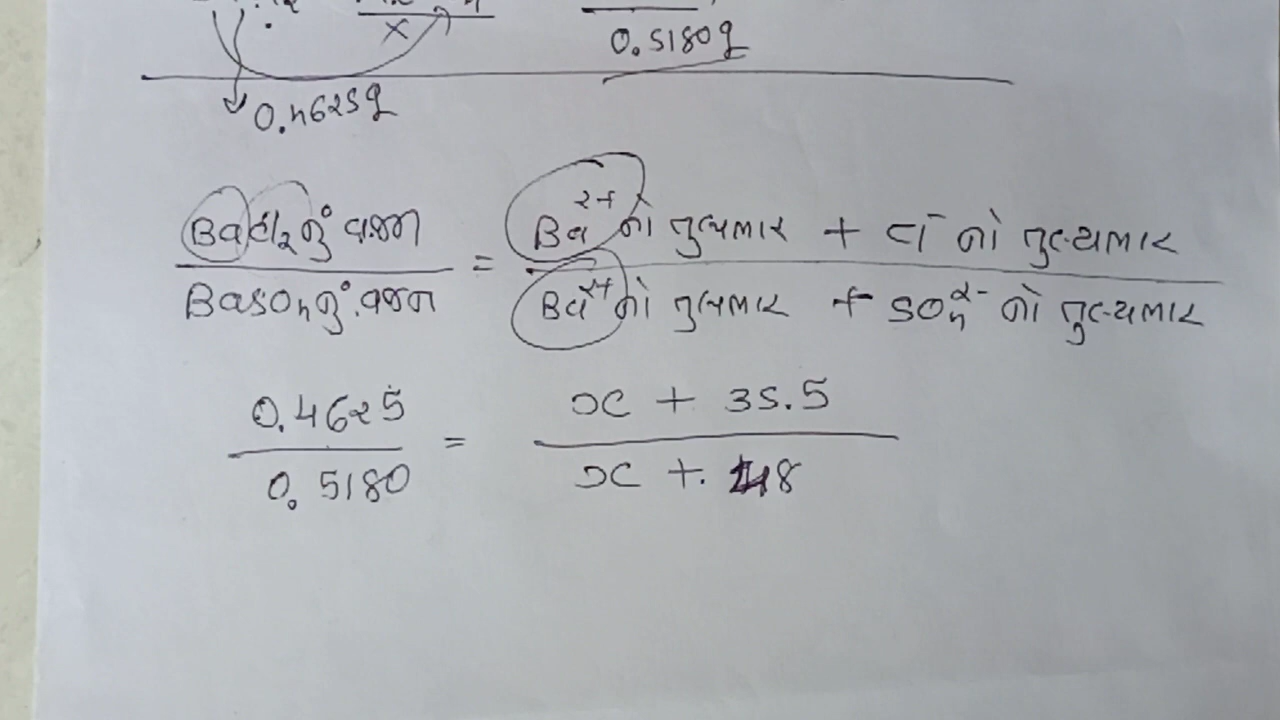 x
0.5180g
0.4625g
BaCl₂નું વજન = Ba²⁺ નો તુલ્યભાર + Cl⁻ નો તુલ્યભાર
BaSO₄નું વજન Ba²⁺નો તુલ્યભાર + SO₄²⁻ નો તુલ્યભાર
0.4625 = x + 35.5
0.5180 x + 48